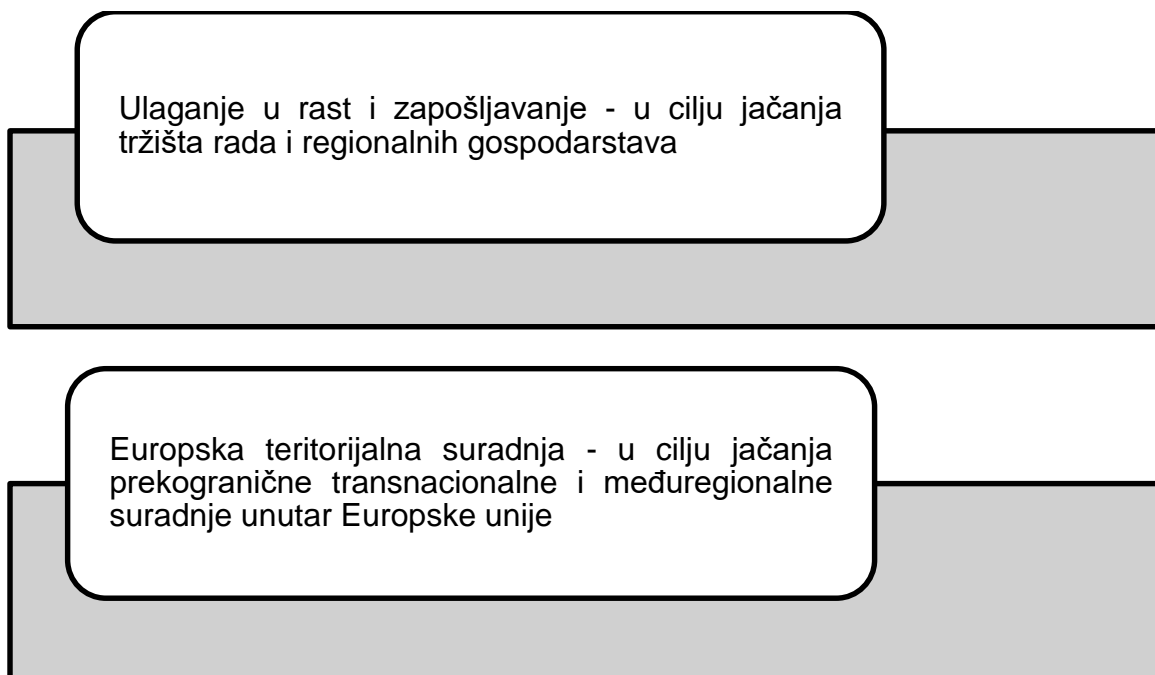 Ulaganje u rast i zapošljavanje - u cilju jačanja
tržišta rada i regionalnih gospodarstava
Europska teritorijalna suradnja - u cilju jačanja
prekogranične transnacionalne i međuregionalne
suradnje unutar Europske unije